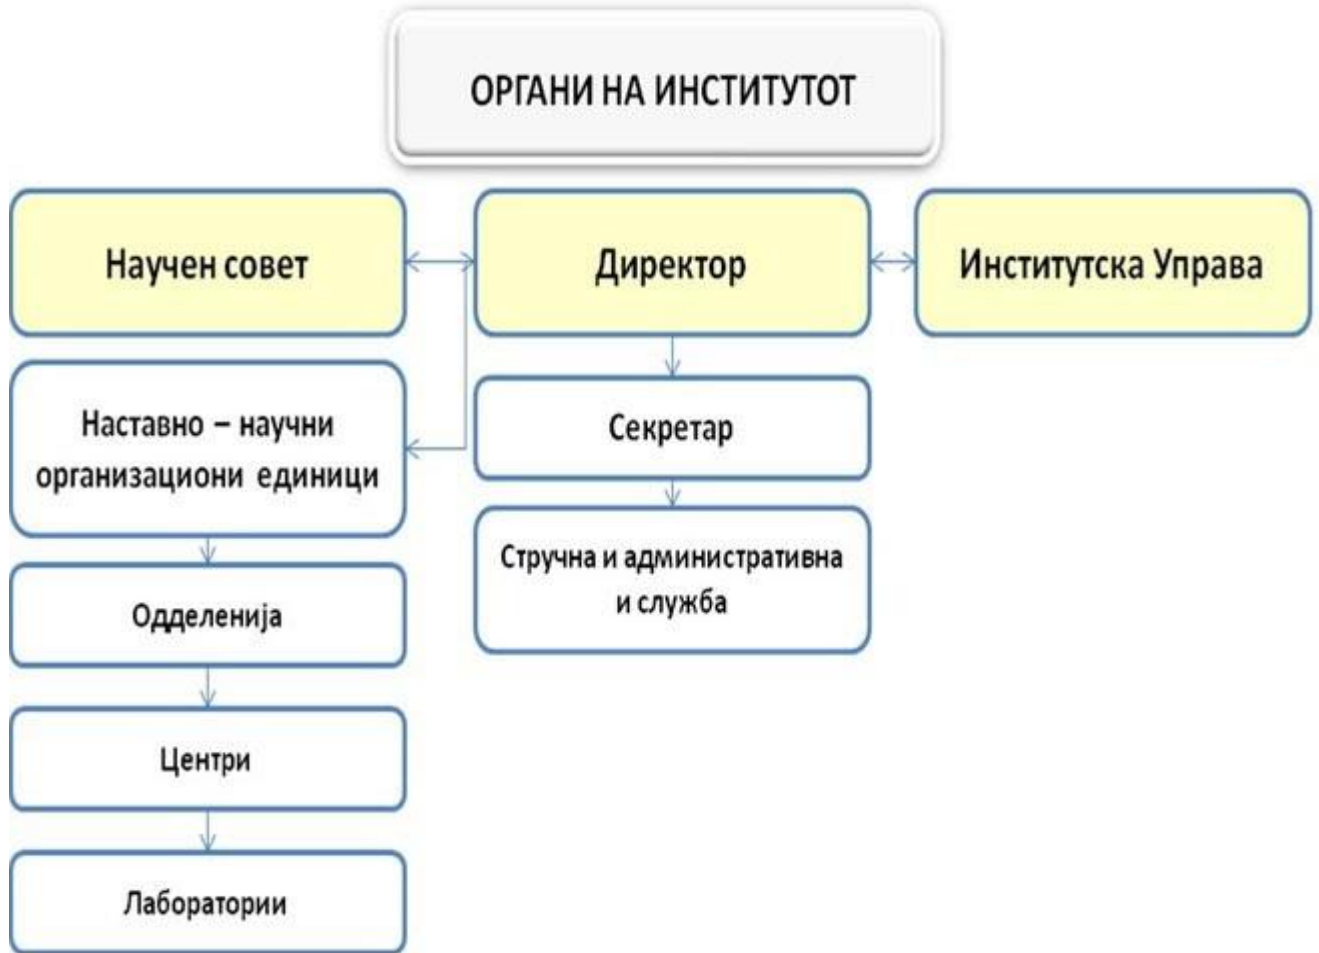 ОРГАНИ НА ИНСТИТУТОТ
Научен совет
Директор
Институтска Управа
Наставно – научни
организациони единици
Секретар
Стручна и административна
и служба
Одделенија
Центри
Лаборатории